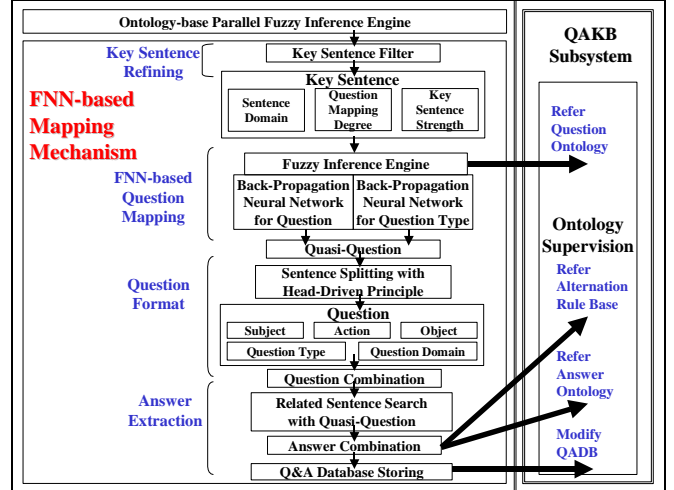 Ontology-base Parallel Fuzzy Inference Engine
Key Sentence
Refining
Key Sentence Filter
Key Sentence
Sentence
Domain
Question
Mapping
Degree
Key
Sentence
Strength
FNN-based
Mapping
Mechanism
FNN-based
Question
Mapping
Fuzzy Inference Engine
Back-Propagation
Neural Network
for Question
Back-Propagation
Neural Network
for Question Type
Quasi-Question
Question
Format
Sentence Splitting with
Head-Driven Principle
Question
Subject
Action
Object
Question Type
Question Domain
Question Combination
Answer
Extraction
Related Sentence Search
with Quasi-Question
Answer Combination
Q&A Database Storing
QAKB
Subsystem
Refer
Question
Ontology
Ontology
Supervision
Refer
Alternation
Rule Base
Refer
Answer
Ontology
Modify
QADB